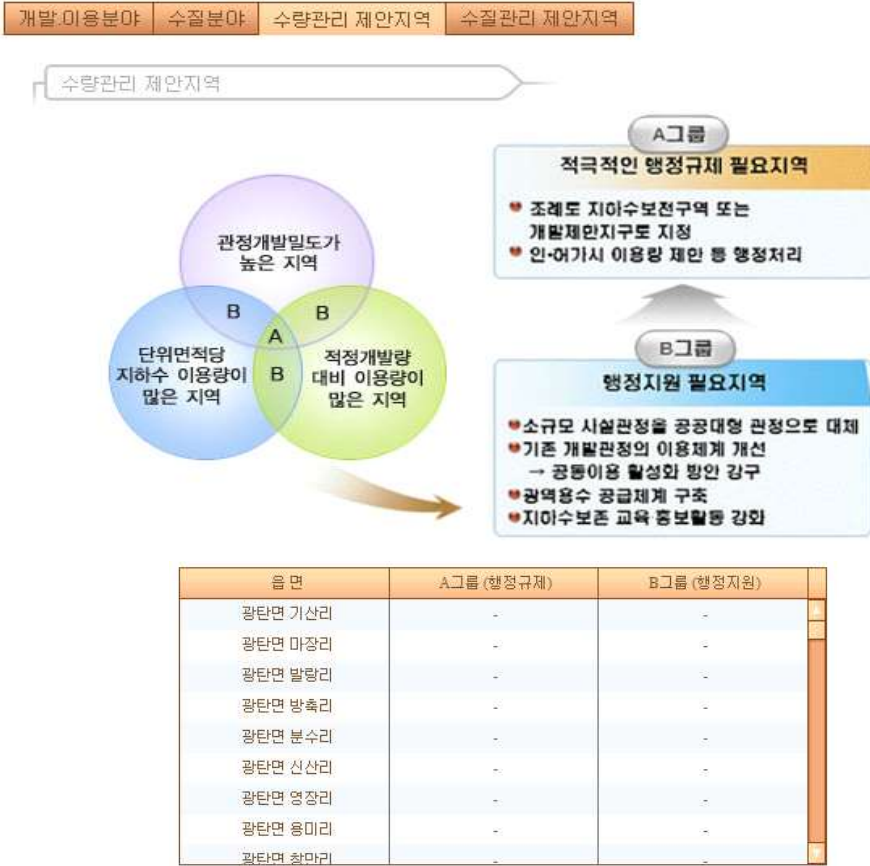 개발.이용분야 수질분야 수량관리 제안지역 수질관리 제안지역
수량관리 제안지역
관정개발밀도가
높은 지역
B B
A
B
단위면적당
지하수 이용량이
많은 지역
적정개발량
대비 이용량이
많은 지역
A그룹
적극적인 행정규제 필요지역
조례로 지하수보전구역 또는
개발제한지구로 지정
인•허가시 이용량 제한 등 행정처리
B그룹
행정지원 필요지역
소규모 사설관정을 공공대형 관정으로 대체
기존 개발관정의 이용체계 개선
→ 공동이용 활성화 방안 강구
광역용수 공급체계 구축
지하수보존 교육 홍보활동 강화
읍면 A그룹 (행정규제) B그룹 (행정지원)
광탄면 기산리 - -
광탄면 마장리 - -
광탄면 발랑리 - -
광탄면 방축리 - -
광탄면 분수리 - -
광탄면 신산리 - -
광탄면 영장리 - -
광탄면 용미리 - -
광탄면 창만리 - -